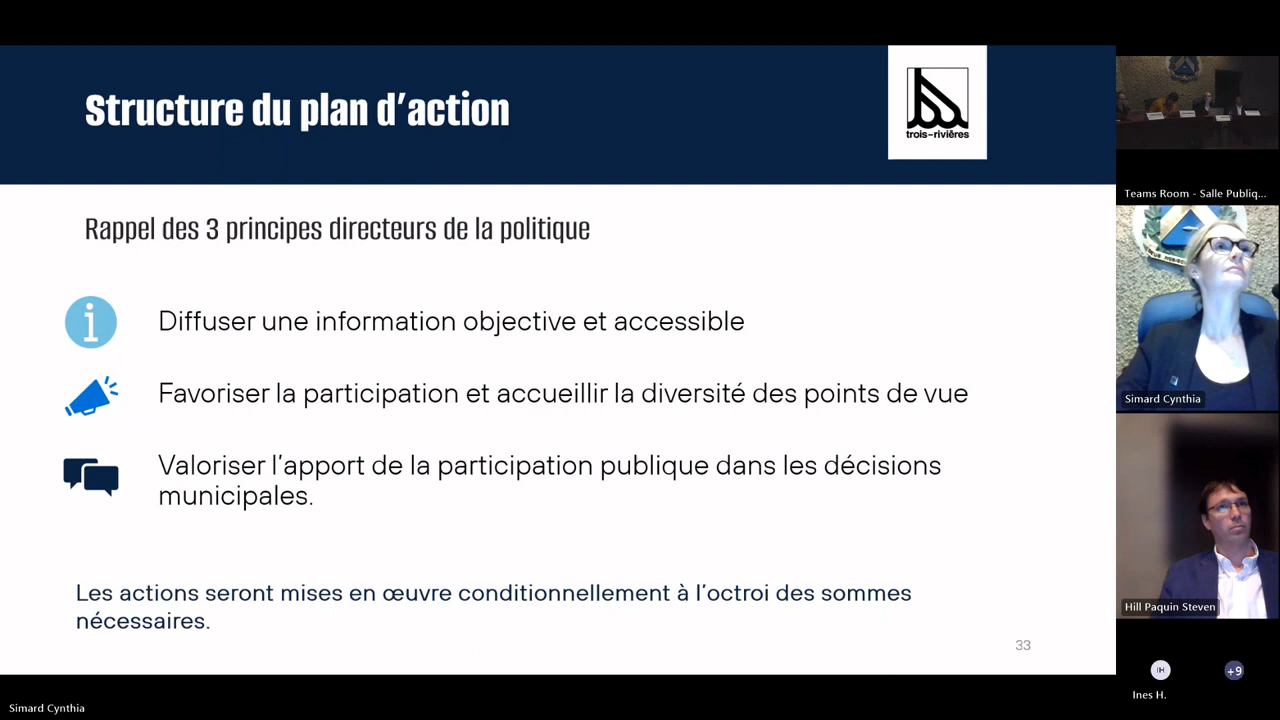 Structure du plan d’action
trois-rivières
Rappel des 3 principes directeurs de la politique
Diffuser une information objective et accessible
Favoriser la participation et accueillir la diversité des points de vue
Valoriser l’apport de la participation publique dans les décisions
municipales.
Les actions seront mises en œuvre conditionnellement à l’octroi des sommes
nécessaires.
33
Teams Room - Salle Publiq...
Simard Cynthia
Hill Paquin Steven
IH
+9
Ines H.
Simard Cynthia